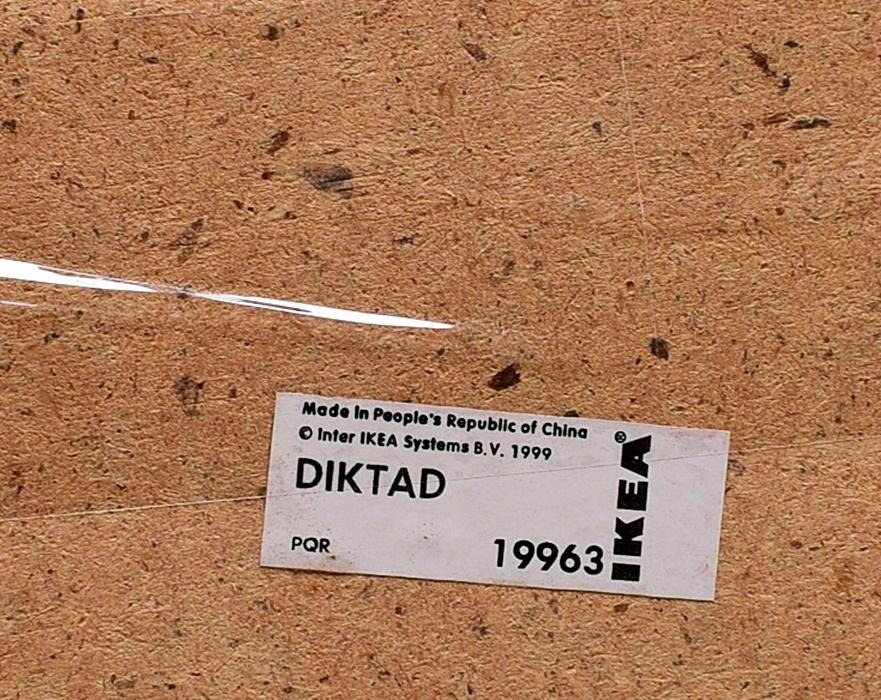 Made in People's Republic of China
© Inter IKEA Systems B.V. 1999
DIKTAD
PQR
19963
IKEA®